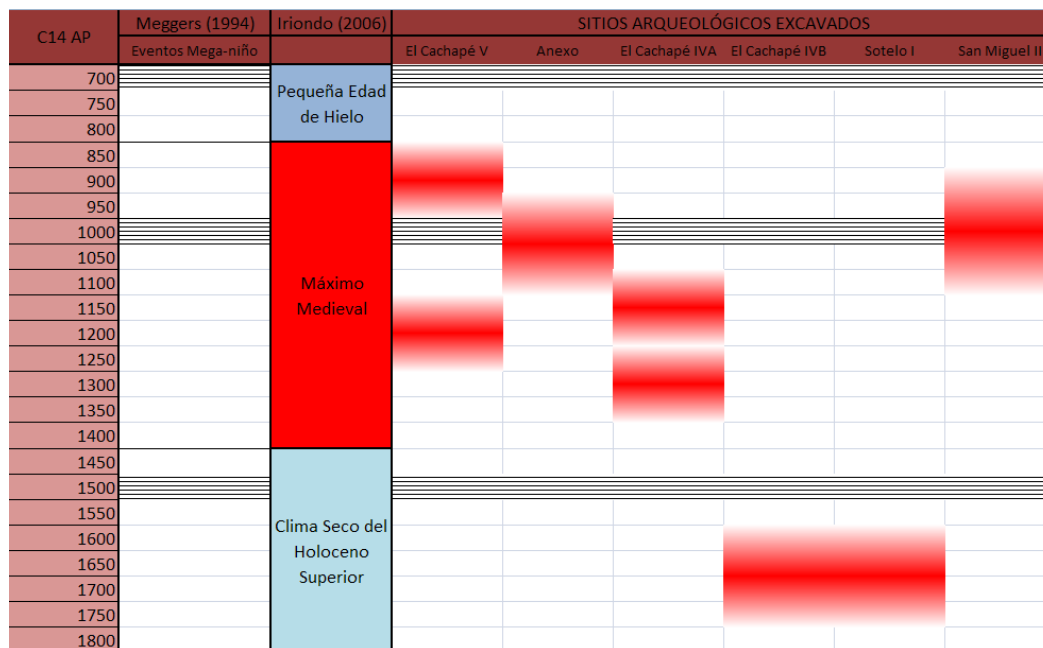 C14 AP
Meggers (1994)
Iriondo (2006)
SITIOS ARQUEOLÓGICOS EXCAVADOS
Eventos Mega-niño
El Cachapé V
Anexo
El Cachapé IVA
El Cachapé IVB
Sotelo I
San Miguel II
700
750
800
850
900
950
1000
1050
1100
1150
1200
1250
1300
1350
1400
1450
1500
1550
1600
1650
1700
1750
1800
Pequeña Edad
de Hielo
Máximo
Medieval
Clima Seco del
Holoceno
Superior